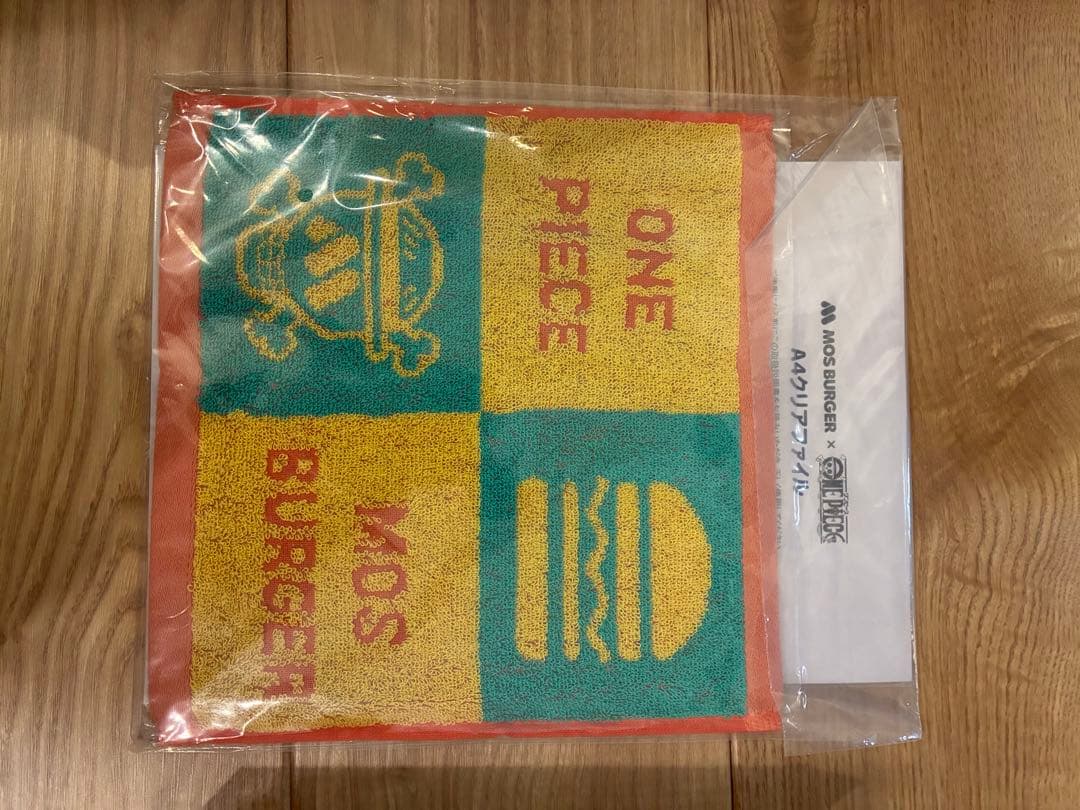 ONE
PIECE
MOS
BURGER
MOS BURGER × ONE PIECE
A4クリアファイル